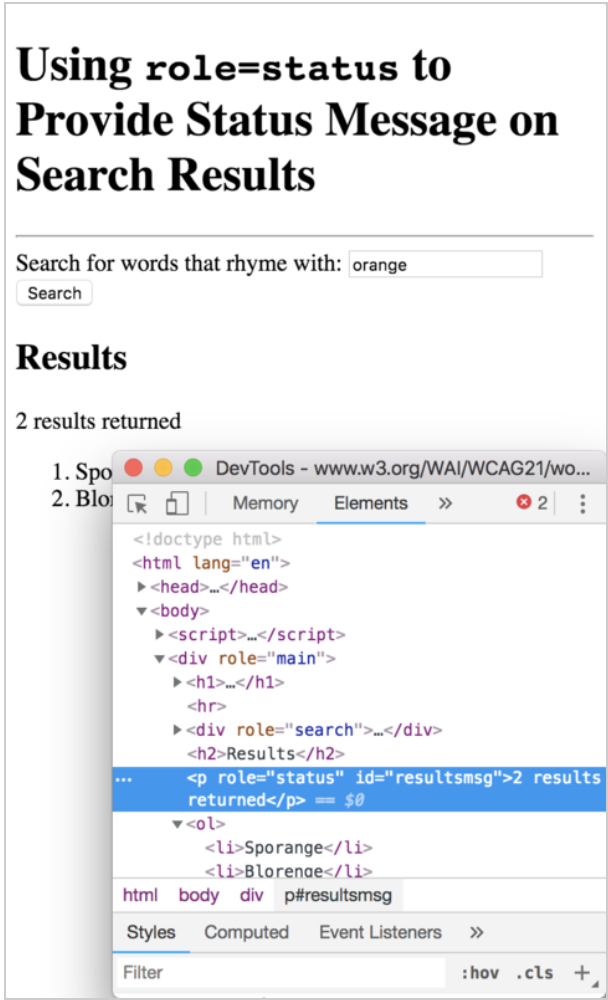 Using role=status to
Provide Status Message on
Search Results
Search for words that rhyme with: orange
Search
Results
2 results returned
1. Spo
2. Blo
DevTools - www.w3.org/WAI/WCAG21/wo...
Memory Elements » 2
<!doctype html>
<html lang="en">
<head>…</head>
<body>
<script>…</script>
<div role="main">
<h1>…</h1>
<hr>
<div role="search">…</div>
<h2>Results</h2>
… <p role="status" id="resultsmsg">2 results
returned</p> == $0
<ol>
<li>Sporange</li>
<li>Blorenge</li>
html body div p#resultsmsg
Styles Computed Event Listeners »
Filter :hov .cls +